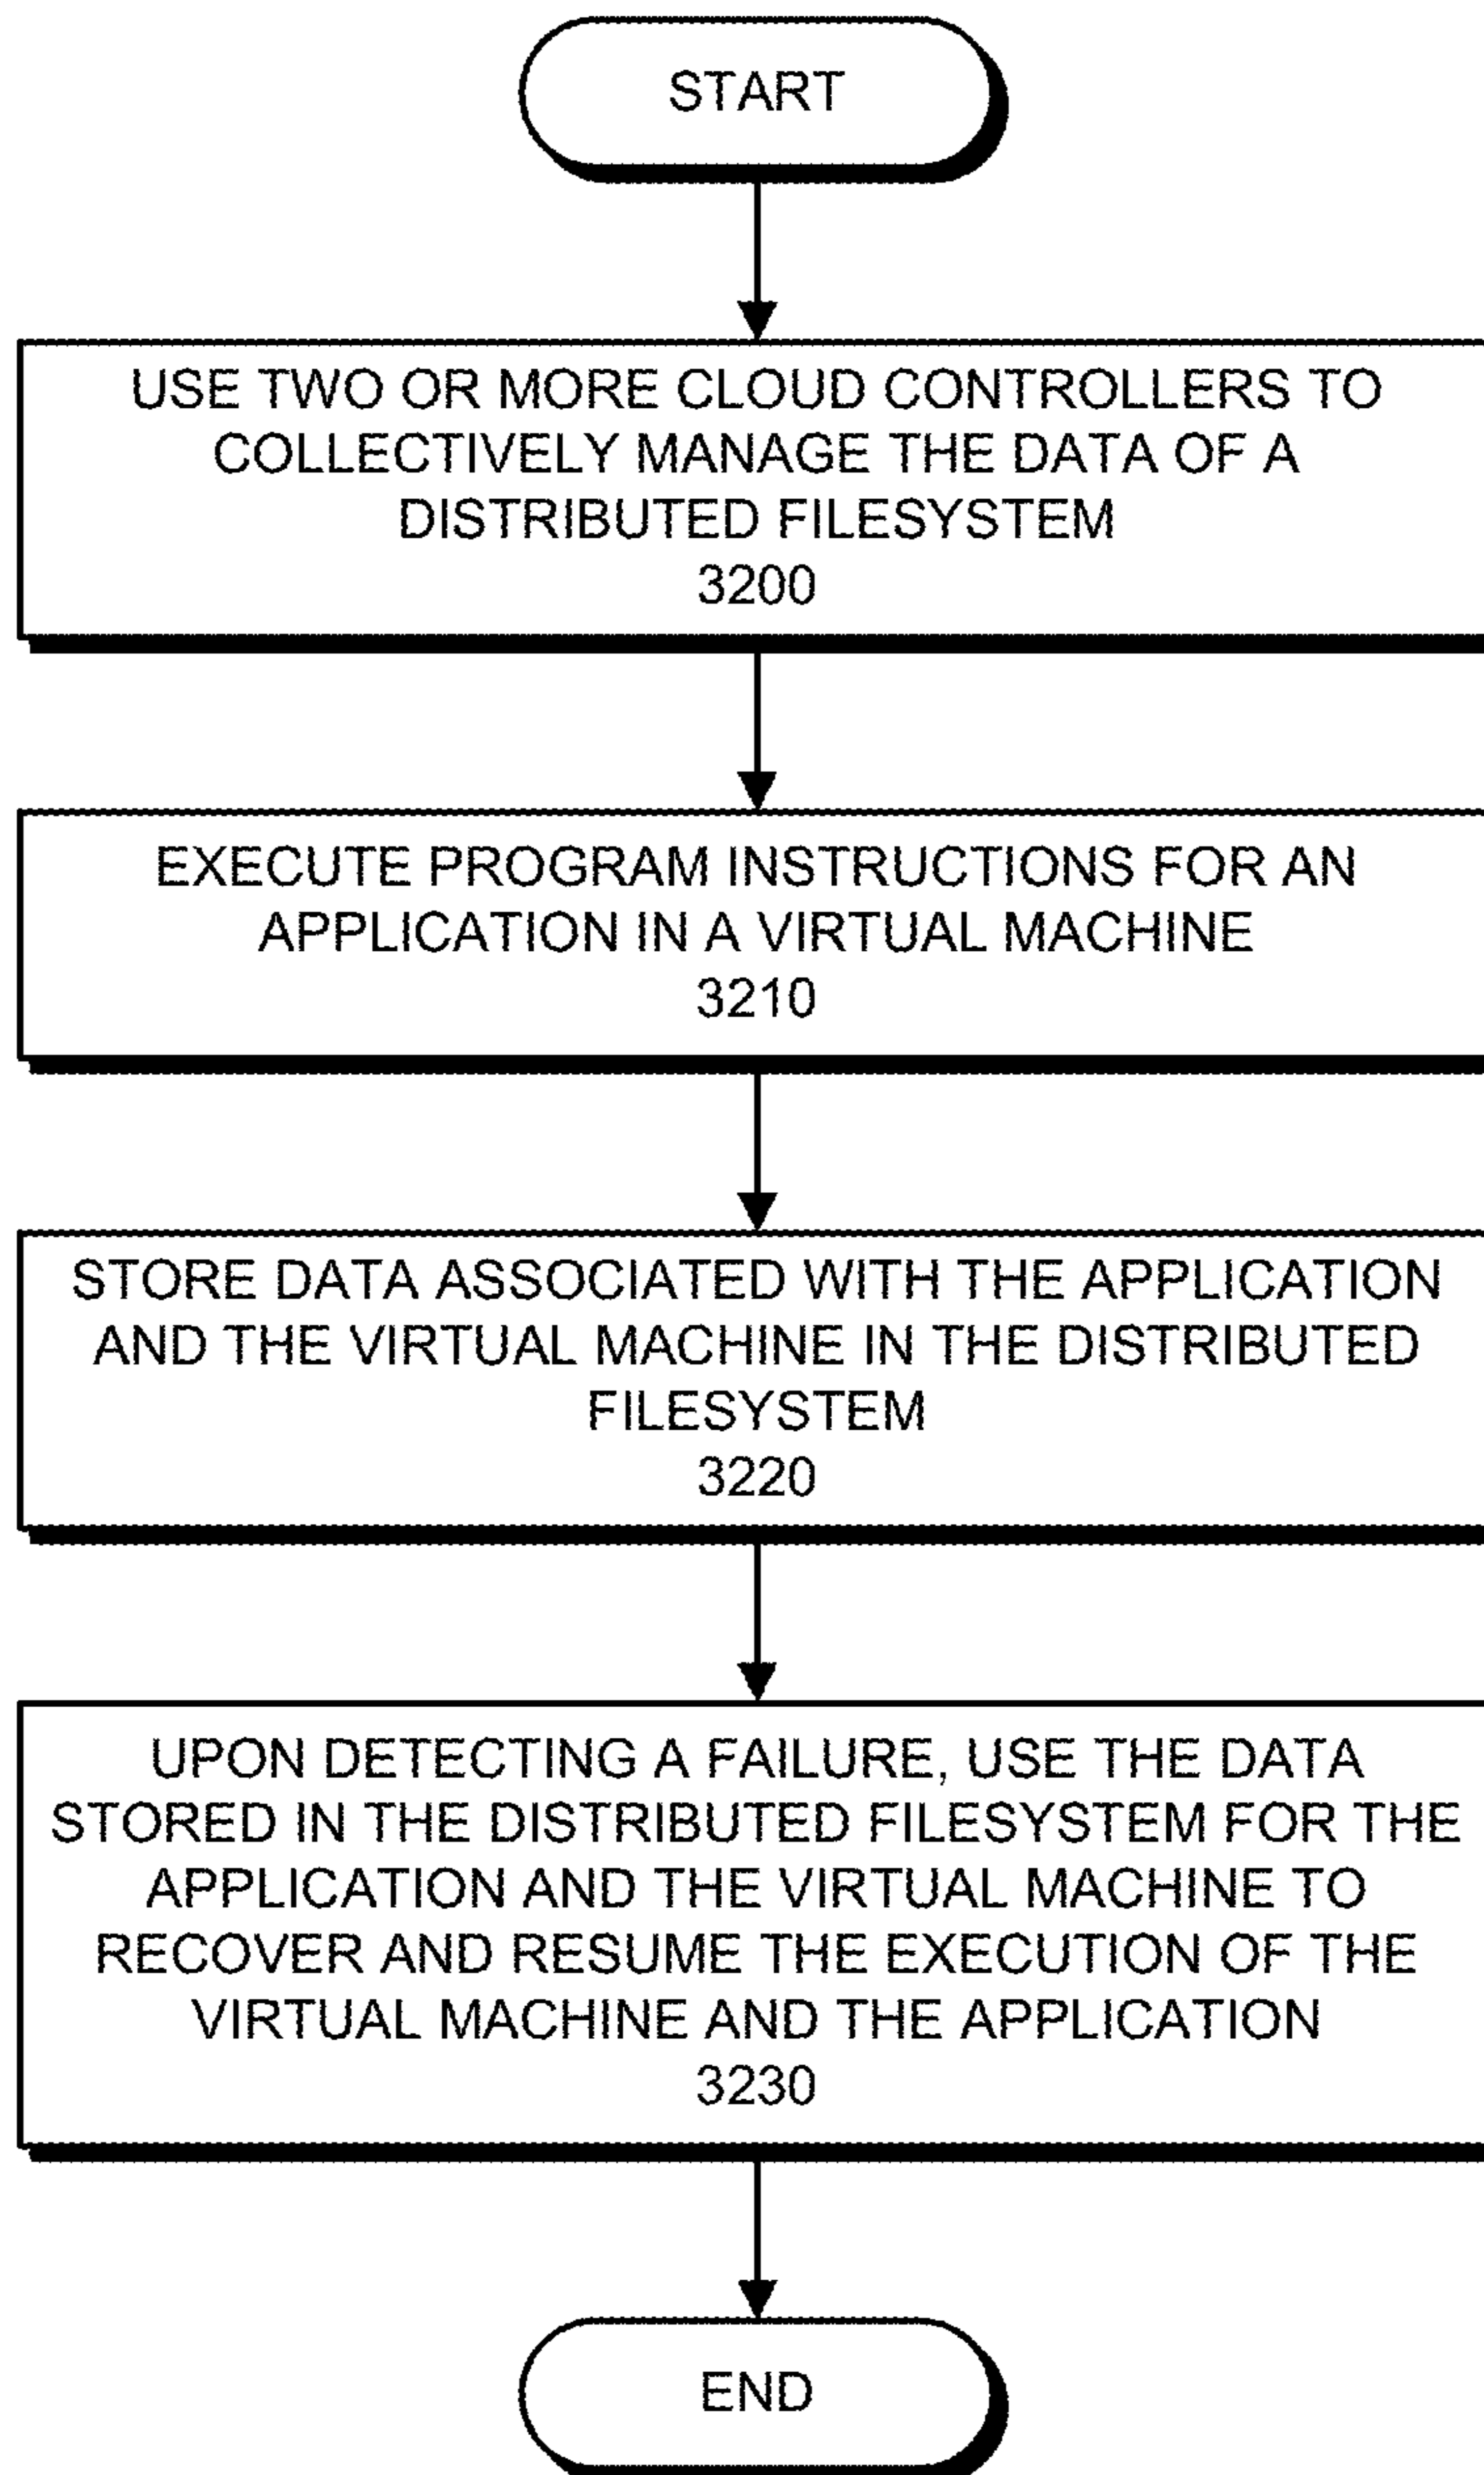 START
USE TWO OR MORE CLOUD CONTROLLERS TO
COLLECTIVELY MANAGE THE DATA OF A
DISTRIBUTED FILESYSTEM
3200
EXECUTE PROGRAM INSTRUCTIONS FOR AN
APPLICATION IN A VIRTUAL MACHINE
3210
STORE DATA ASSOCIATED WITH THE APPLICATION
AND THE VIRTUAL MACHINE IN THE DISTRIBUTED
FILESYSTEM
3220
UPON DETECTING A FAILURE, USE THE DATA
STORED IN THE DISTRIBUTED FILESYSTEM FOR THE
APPLICATION AND THE VIRTUAL MACHINE TO
RECOVER AND RESUME THE EXECUTION OF THE
VIRTUAL MACHINE AND THE APPLICATION
3230
END